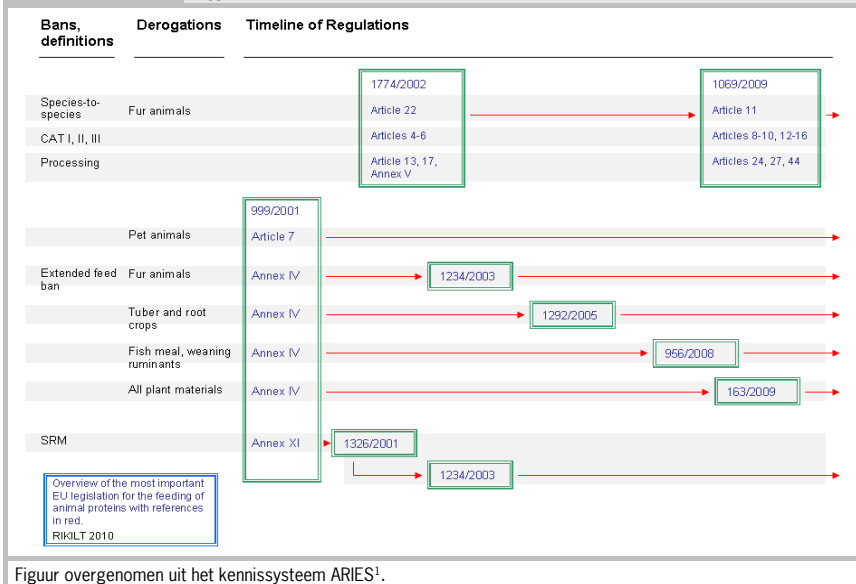 Bans, definitions
Derogations
Timeline of Regulations
1774/2002
1069/2009
Species-to-species
Fur animals
Article 22
Article 11
CAT I, II, III
Articles 4-6
Articles 8-10, 12-16
Processing
Article 13, 17,
Annex V
Articles 24, 27, 44
999/2001
Pet animals
Article 7
Extended feed
ban
Fur animals
Annex IV
1234/2003
Tuber and root
crops
Annex IV
1292/2005
Fish meal, weaning
ruminants
Annex IV
956/2008
All plant materials
Annex IV
163/2009
SRM
Annex XI
1326/2001
1234/2003
Overview of the most important
EU legislation for the feeding of
animal proteins with references
in red.
RIKILT 2010
Figuur overgenomen uit het kennissysteem ARIES¹.